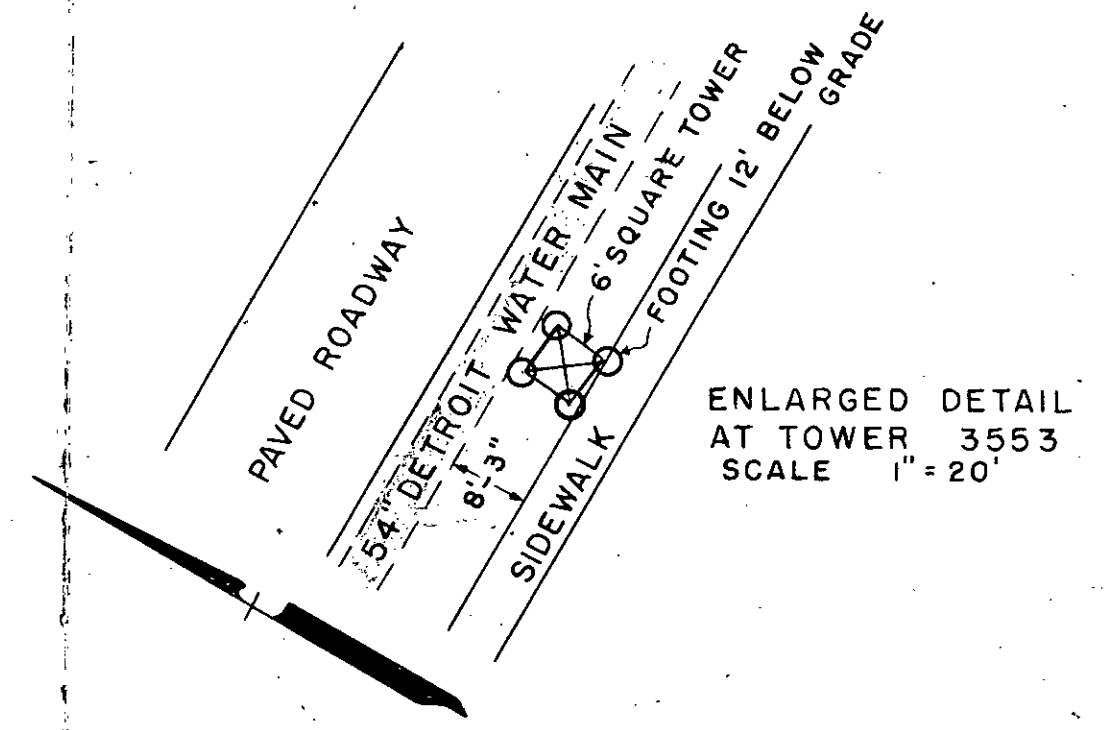 PAVED ROADWAY
54" DETROIT WATER MAIN
8'-3"
6' SQUARE TOWER
FOOTING 12' BELOW
GRADE
SIDEWALK
ENLARGED DETAIL
AT TOWER 3553
SCALE 1" = 20'